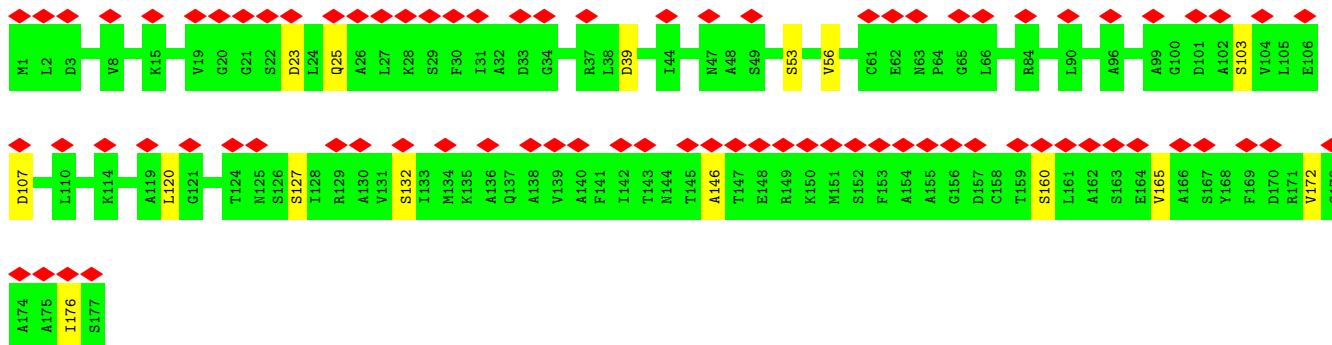 M1 L2 D3 V8 K15 V19 G20 G21 S22 D23 L24 Q25 A26 L27 K28 S29 F30 I31 A32 D33 G34 R37 L38 D39 I44 N47 A48 S49 S53 V56 C61 E62 N63 P64 G65 L66 R84 L90 A96 A99 G100 D101 A102 S103 V104 L105 E106
D107 L110 K114 A119 L120 G121 T124 N125 S126 S127 I128 R129 A130 V131 S132 I133 M134 K135 A136 Q137 A138 V139 A140 F141 I142 T143 N144 T145 A146 T147 E148 R149 K150 M151 S152 F153 A154 A155 G156 D157 C158 T159 S160 L161 A162 S163 E164 V165 A166 S167 Y168 F169 D170 R171 V172
A174 A175 I176 S177